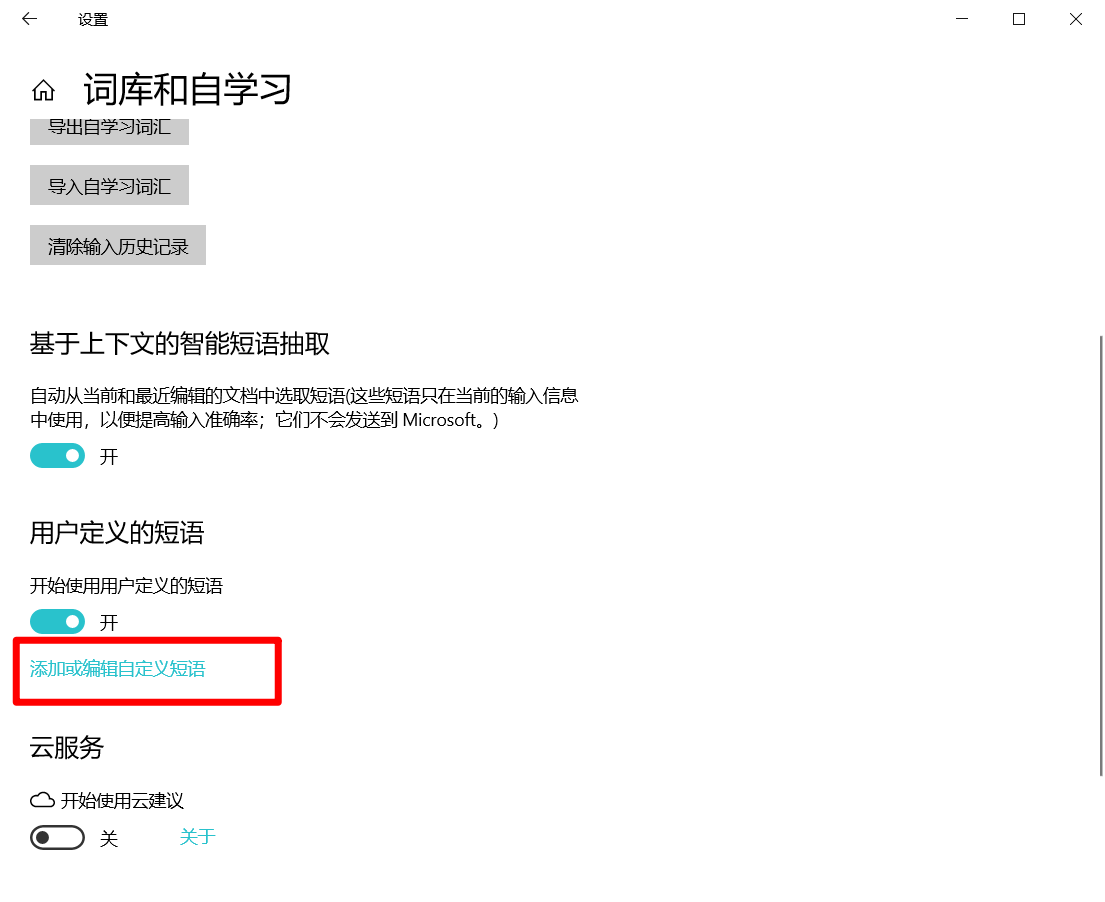 设置
词库和自学习
导出自学习词汇
导入自学习词汇
清除输入历史记录
基于上下文的智能短语抽取
自动从当前和最近编辑的文档中选取短语(这些短语只在当前的输入信息
中使用，以便提高输入准确率；它们不会发送到 Microsoft。)
开
用户定义的短语
开始使用用户定义的短语
开
添加或编辑自定义短语
云服务
开始使用云建议
关 关于